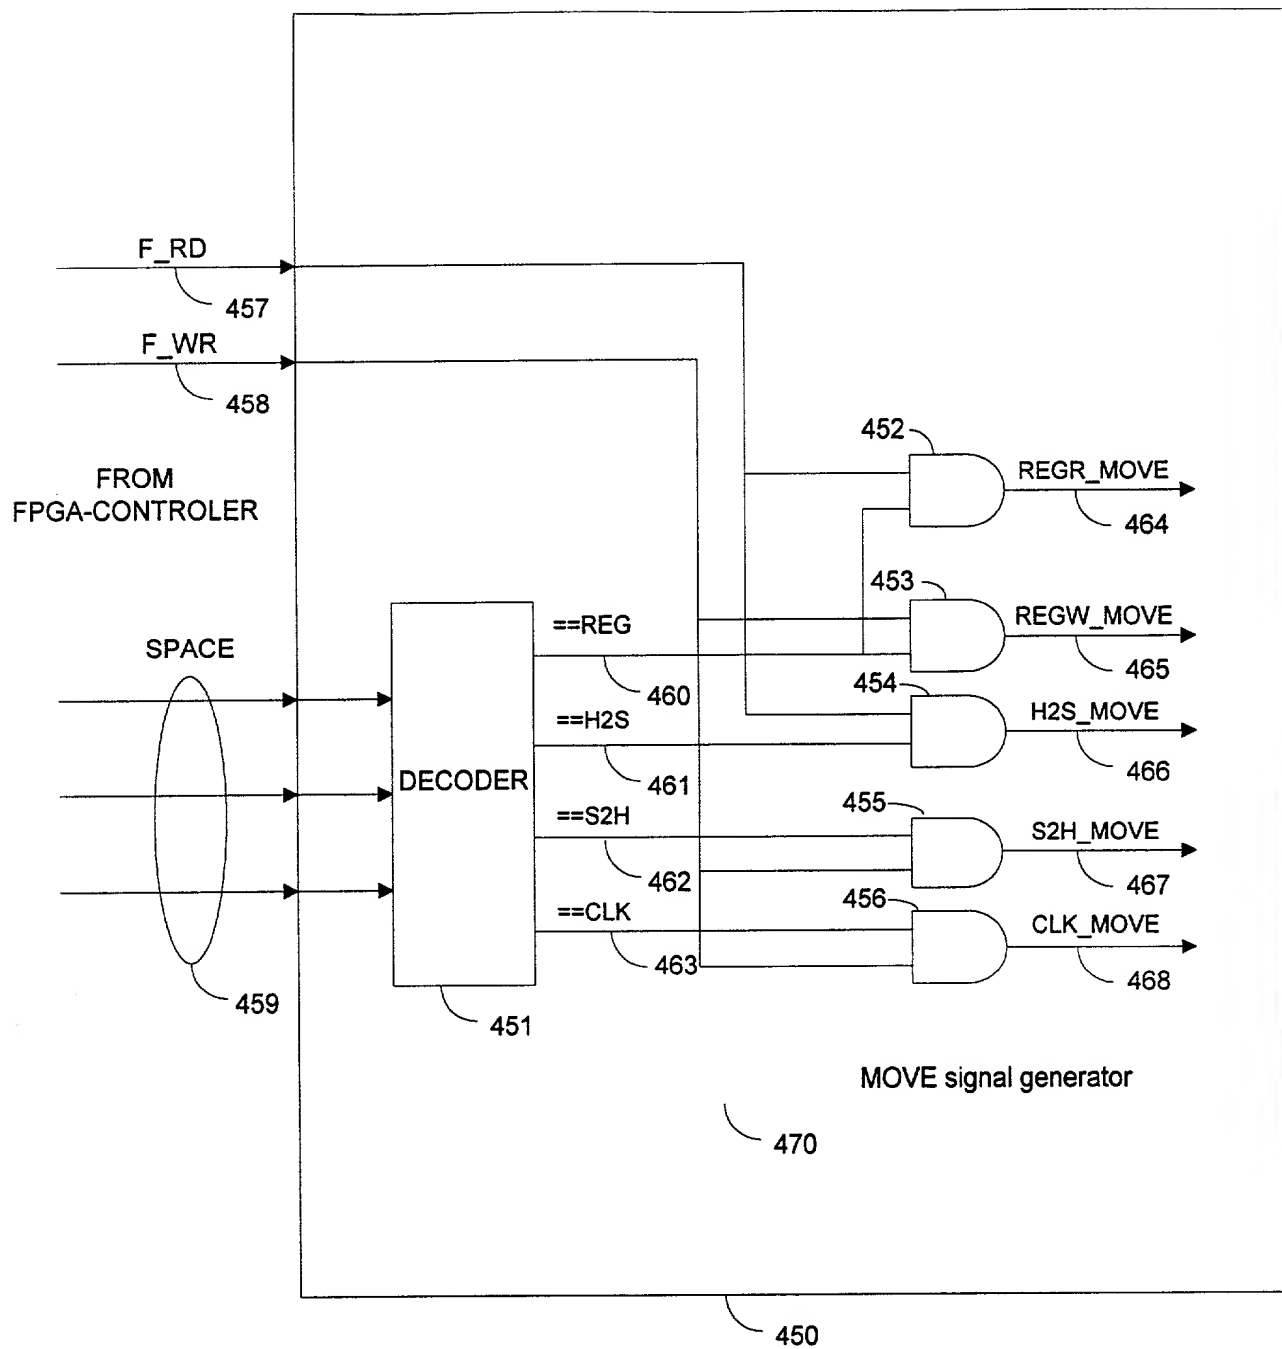 F_RD
457
F_WR
458
FROM
FPGA-CONTROLER
452
REGR_MOVE
464
453
REGW_MOVE
465
SPACE
==REG
460
454
H2S_MOVE
466
==H2S
461
DECODER
455
S2H_MOVE
467
==S2H
462
456
CLK_MOVE
468
==CLK
463
459
451
MOVE signal generator
470
450